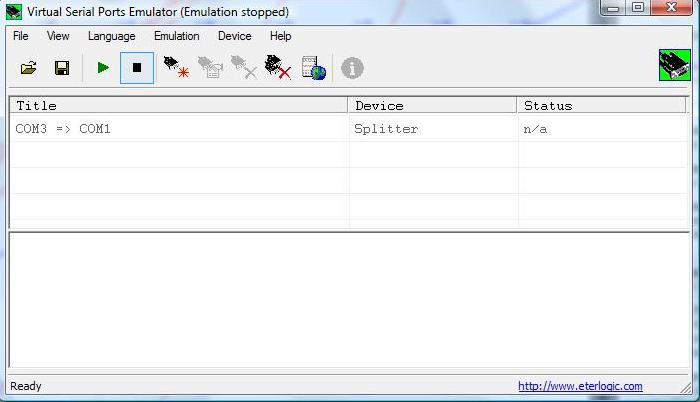 Virtual Serial Ports Emulator (Emulation stopped)
File View Language Emulation Device Help
Title Device Status
COM3 => COM1 Splitter n/a
Ready http://www.eterlogic.com